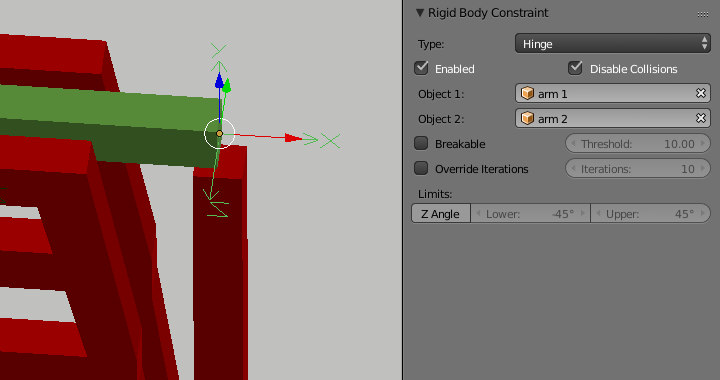 Rigid Body Constraint
Type: Hinge
Enabled Disable Collisions
Object 1: arm 1
Object 2: arm 2
Breakable Threshold: 10.00
Override Iterations Iterations: 10
Limits:
Z Angle Lower: -45° Upper: 45°
Y
X
Z